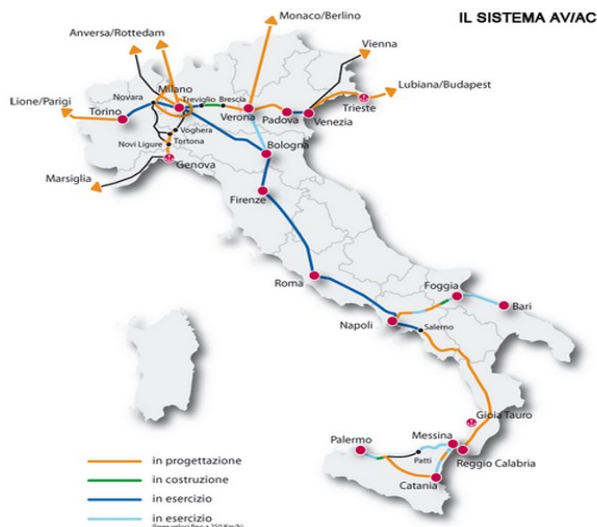 IL SISTEMA AV/AC
Monaco/Berlino
Anversa/Rottedam
Vienna
Lubiana/Budapest
Lione/Parigi
Novara
Milano
Treviglio
Brescia
Torino
Verona
Padova
Venezia
Trieste
Voghera
Novi Ligure
Tortona
Bologna
Genova
Marsiglia
Firenze
Roma
Foggia
Bari
Napoli
Salerno
Gioia Tauro
Palermo
Messina
Patti
Reggio Calabria
Catania
in progettazione
in costruzione
in esercizio
in esercizio